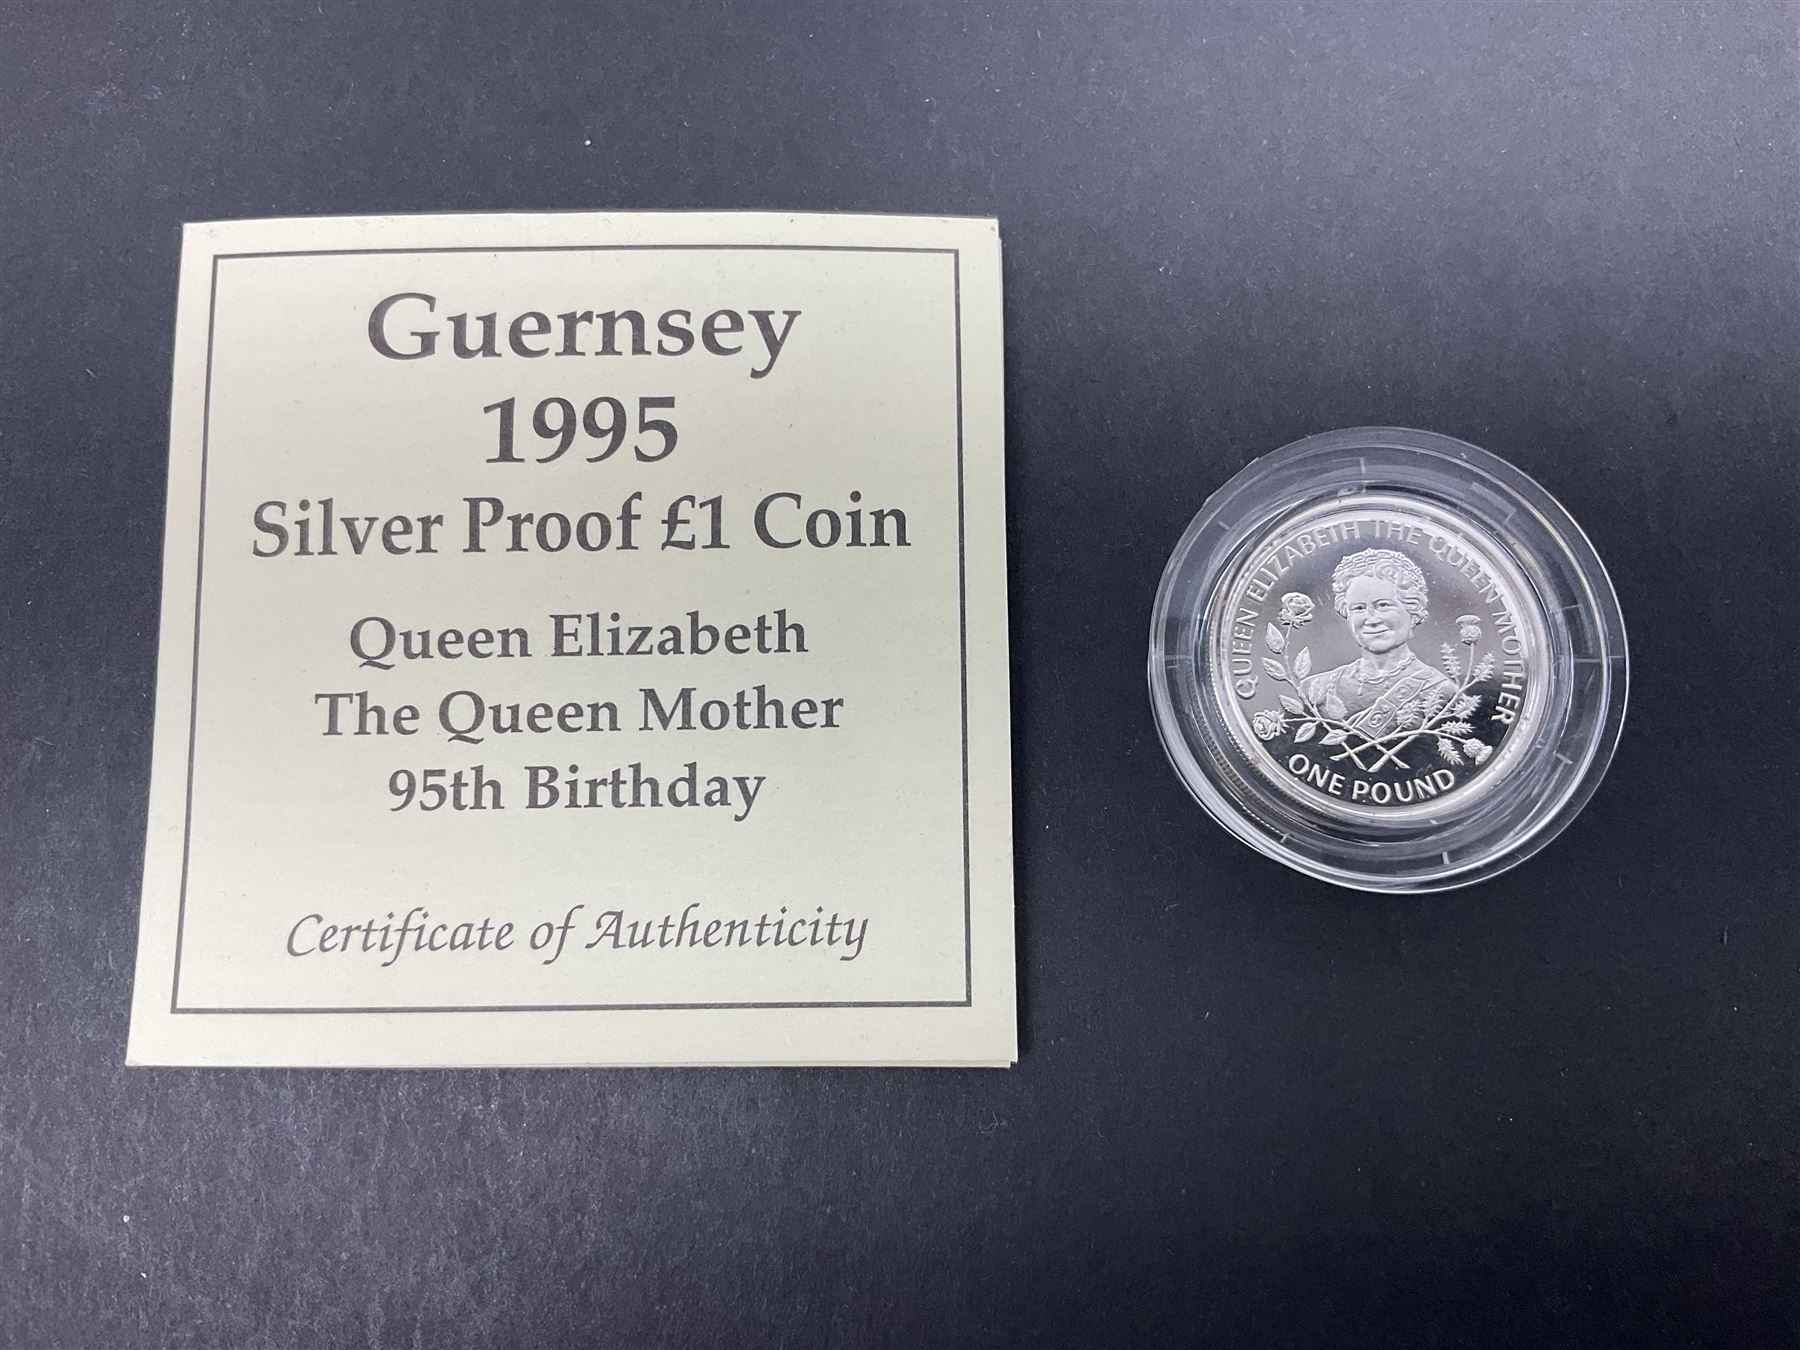 Guernsey
1995
Silver Proof £1 Coin
Queen Elizabeth
The Queen Mother
95th Birthday
Certificate of Authenticity
QUEEN ELIZABETH THE QUEEN MOTHER
ONE POUND